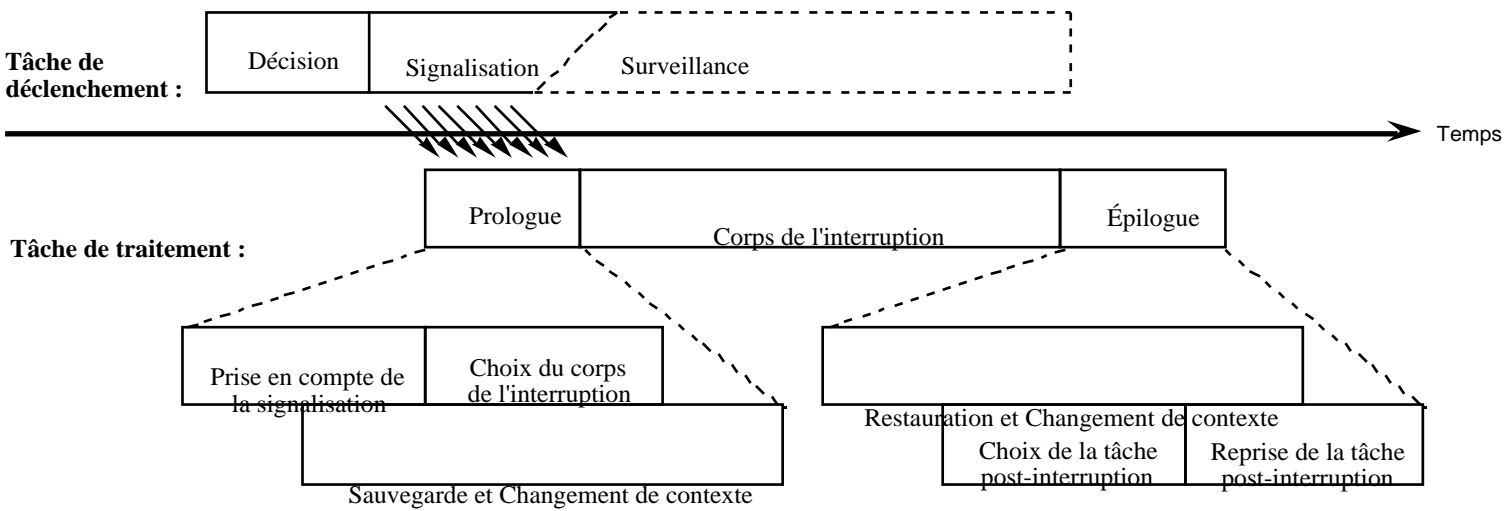 Tâche de
déclenchement :
Décision
Signalisation
Surveillance
Temps
Tâche de traitement :
Prologue
Corps de l'interruption
Épilogue
Prise en compte de
la signalisation
Choix du corps
de l'interruption
Sauvegarde et Changement de contexte
Restauration et Changement de contexte
Choix de la tâche
post-interruption
Reprise de la tâche
post-interruption